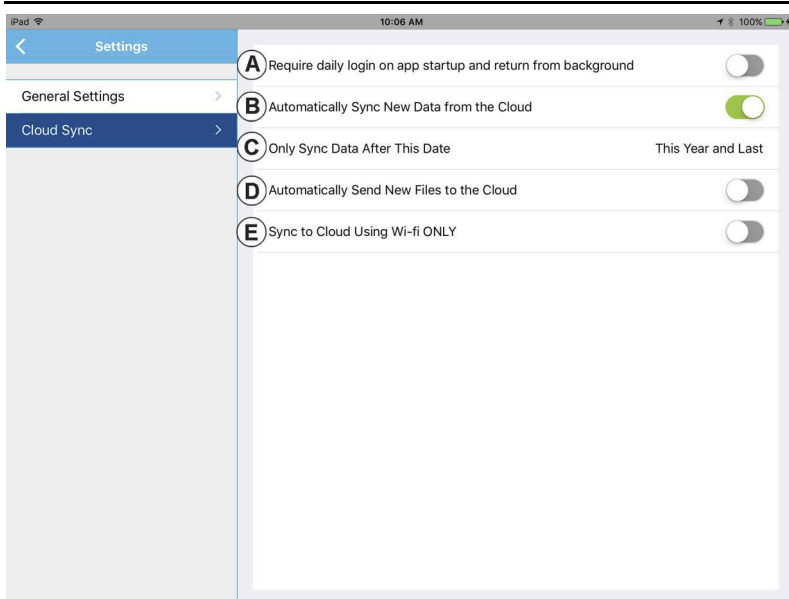 iPad 10:06 AM 100%
Settings
General Settings
Cloud Sync
A Require daily login on app startup and return from background
B Automatically Sync New Data from the Cloud
C Only Sync Data After This Date This Year and Last
D Automatically Send New Files to the Cloud
E Sync to Cloud Using Wi-fi ONLY